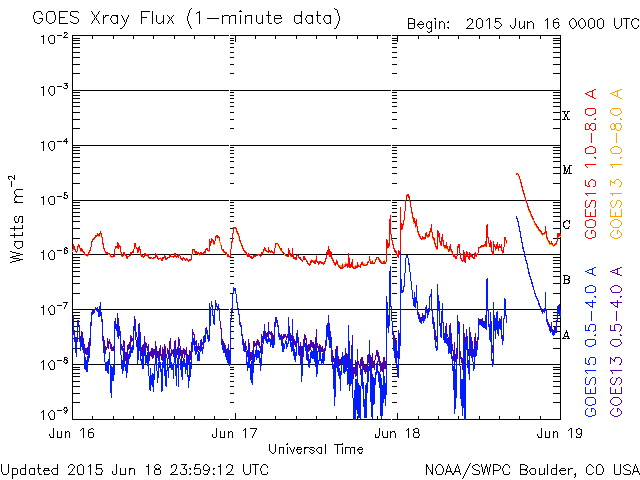 GOES Xray Flux (1-minute data)
Begin: 2015 Jun 16 0000 UTC
10-2
10-3
10-4
10-5
10-6
10-7
10-8
10-9
Watts m-2
X
M
C
B
A
GOES15 1.0-8.0 A
GOES13 1.0-8.0 A
GOES15 0.5-4.0 A
GOES13 0.5-4.0 A
Jun 16
Jun 17
Jun 18
Jun 19
Universal Time
Updated 2015 Jun 18 23:59:12 UTC
NOAA/SWPC Boulder, CO USA